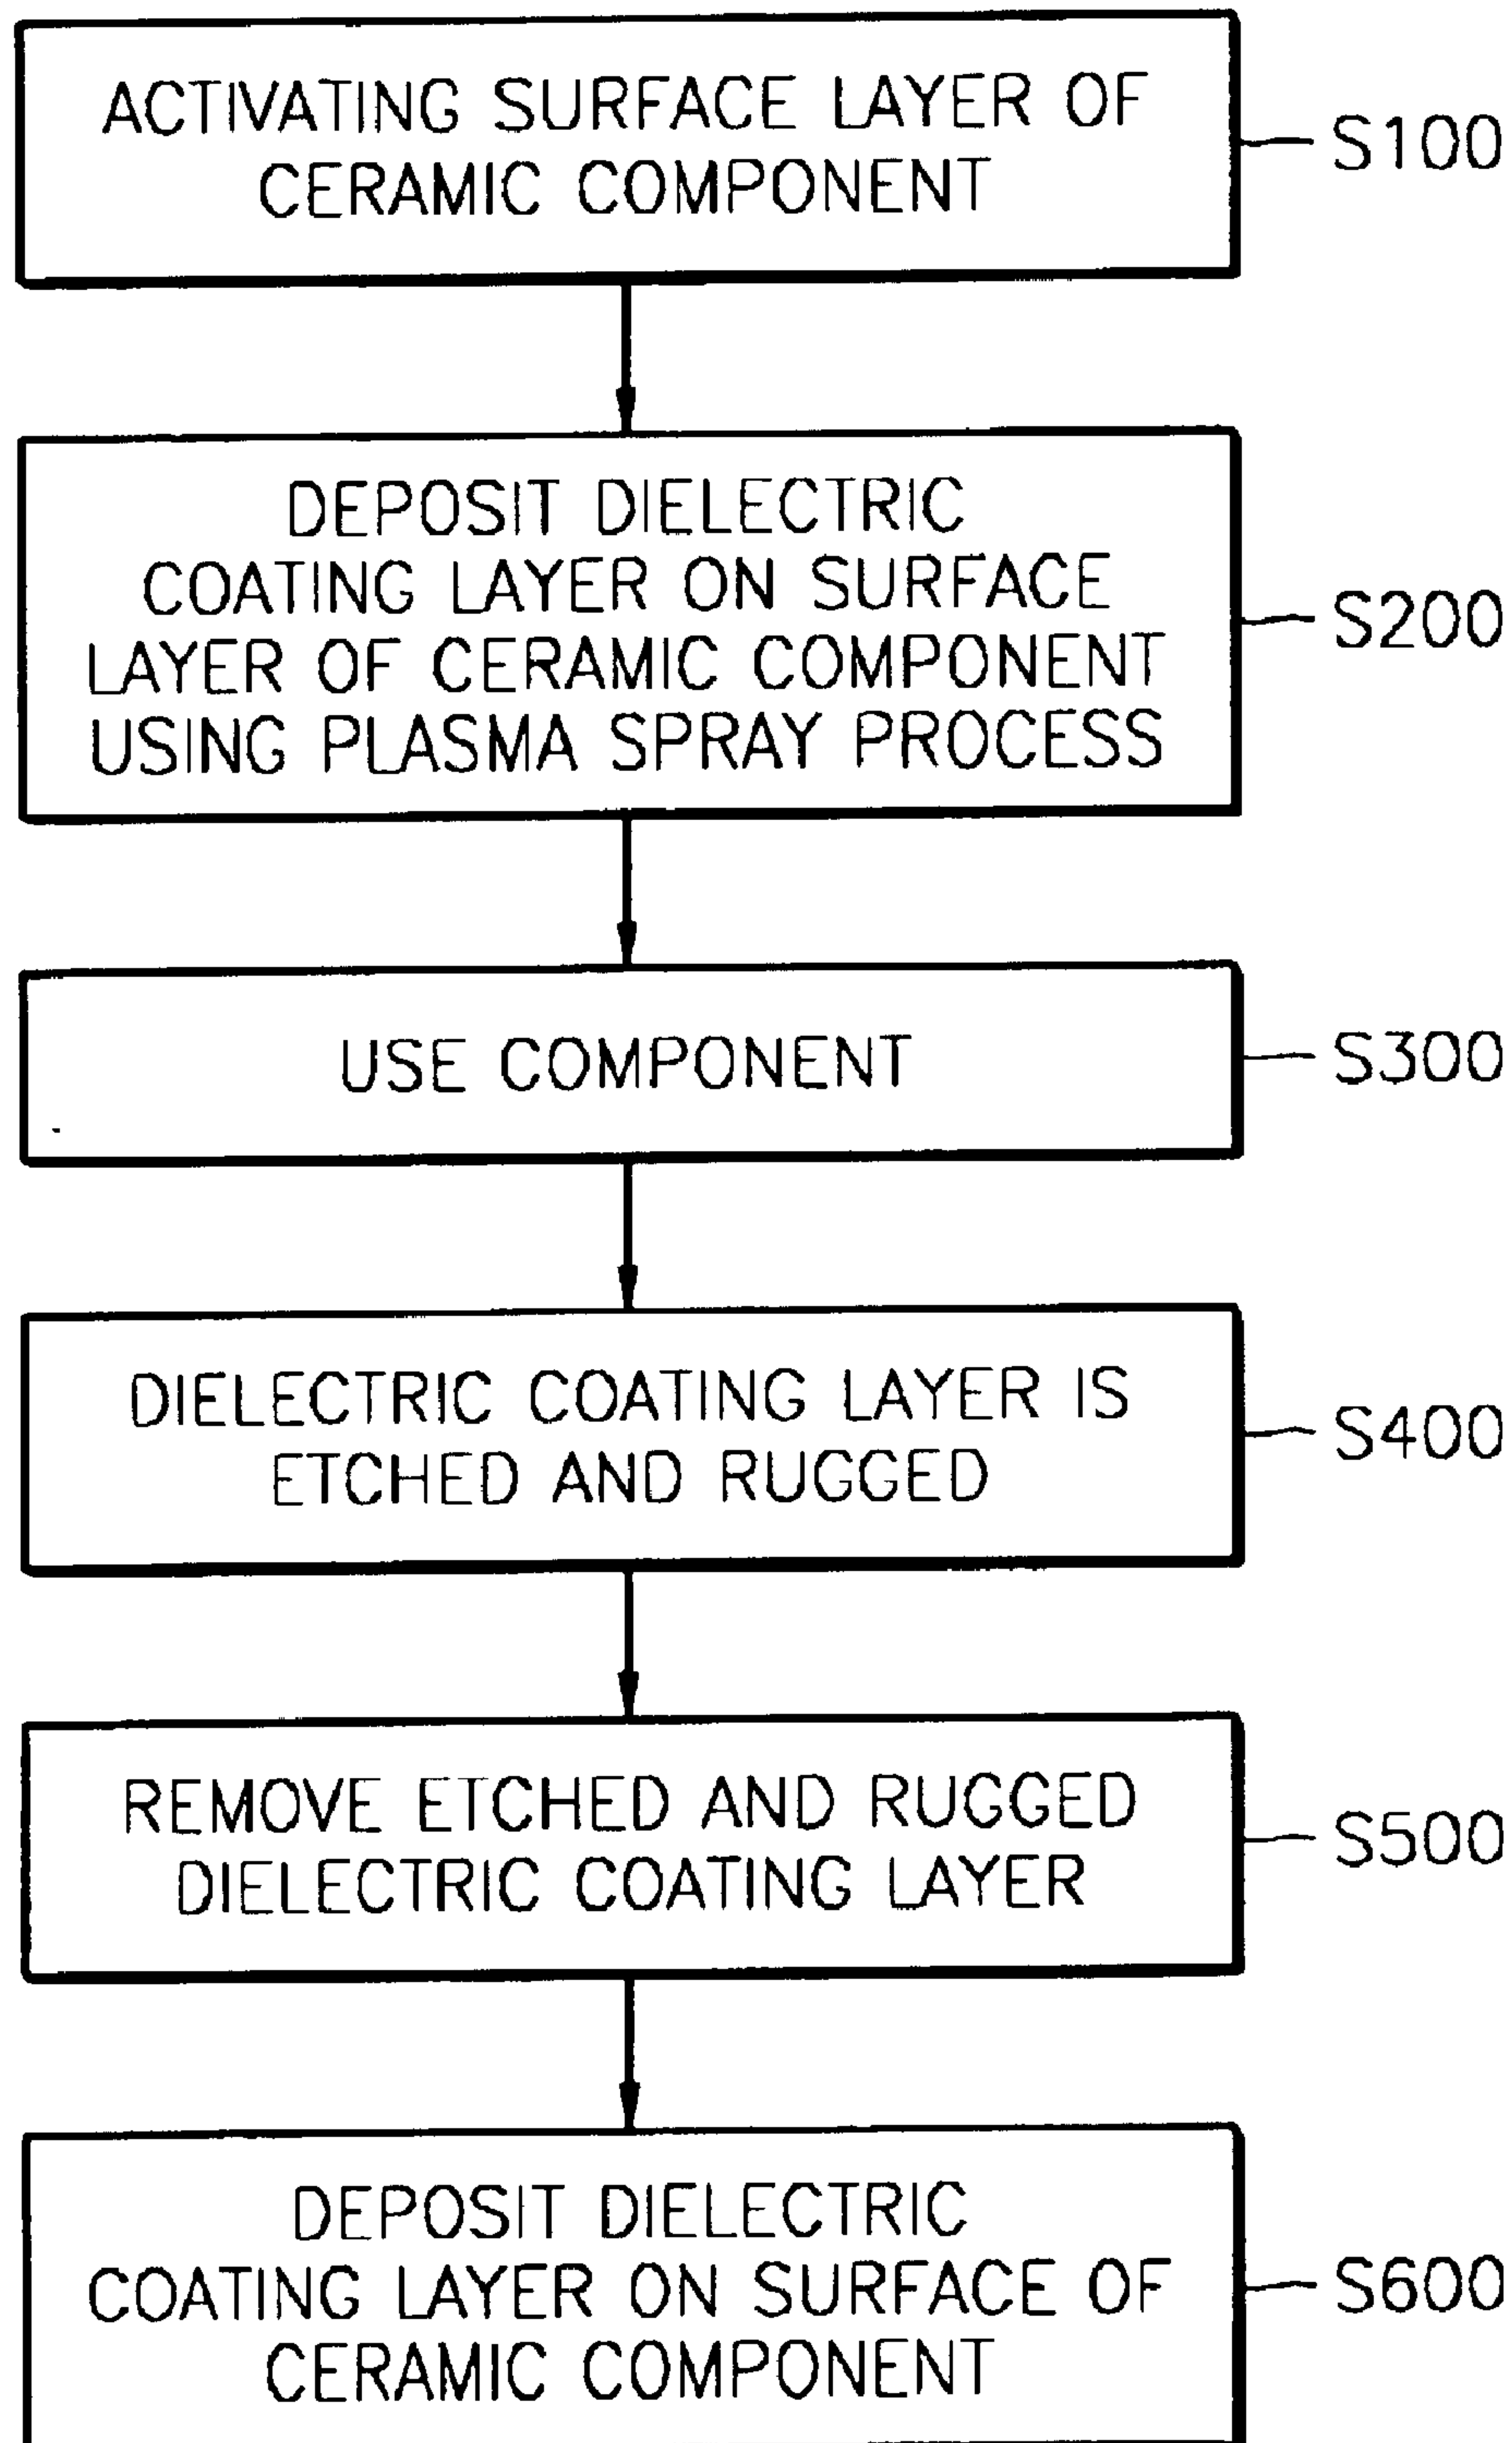 ACTIVATING SURFACE LAYER OF
CERAMIC COMPONENT
S100
DEPOSIT DIELECTRIC
COATING LAYER ON SURFACE
LAYER OF CERAMIC COMPONENT
USING PLASMA SPRAY PROCESS
S200
USE COMPONENT
S300
DIELECTRIC COATING LAYER IS
ETCHED AND RUGGED
S400
REMOVE ETCHED AND RUGGED
DIELECTRIC COATING LAYER
S500
DEPOSIT DIELECTRIC
COATING LAYER ON SURFACE OF
CERAMIC COMPONENT
S600